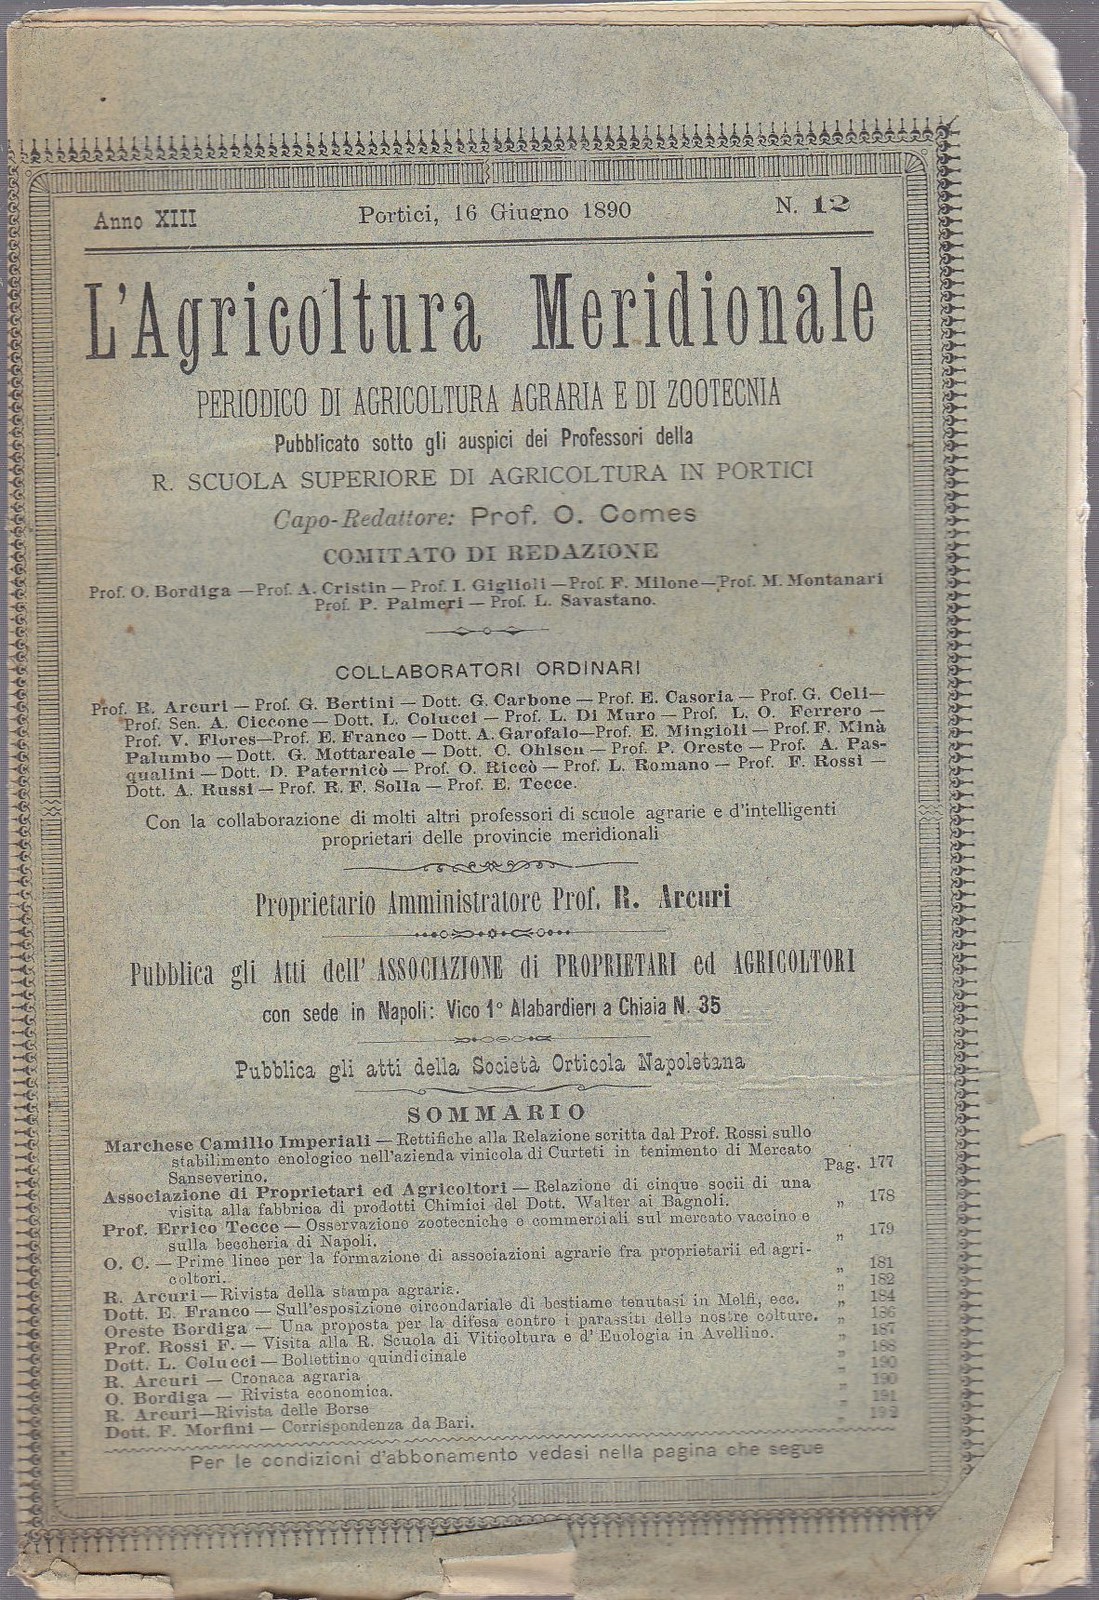 Anno XIII
Portici, 16 Giugno 1890
N. 12
L'Agricoltura Meridionale
PERIODICO DI AGRICOLTURA AGRARIA E DI ZOOTECNIA
Pubblicato sotto gli auspici dei Professori della
R. SCUOLA SUPERIORE DI AGRICOLTURA IN PORTICI
Capo-Redattore: Prof. O. Comes
COMITATO DI REDAZIONE
Prof. O. Bordiga — Prof. A. Cristin — Prof. I. Giglioli — Prof. F. Milone — Prof. M. Montanari
Prof. P. Palmeri — Prof. L. Savastano.
COLLABORATORI ORDINARI
Prof. R. Arcuri — Prof. G. Bertini — Dott. G. Carbone — Prof. E. Casoria — Prof. G. Celi—
Prof. Sen. A. Ciccone — Dott. L. Colucci — Prof. L. Di Muro — Prof. L. O. Ferrero —
Prof. V. Flores—Prof. E. Franco — Dott. A. Garofalo—Prof. E. Mingioli — Prof. F. Minà
Palumbo — Dott. G. Mottareale — Dott. C. Ohlsen — Prof. P. Oreste — Prof. A. Pas-
qualini — Dott. D. Paternicò — Prof. O. Riccò — Prof. L. Romano — Prof. F. Rossi —
Dott. A. Russi — Prof. R. F. Solla — Prof. E. Tecce.
Con la collaborazione di molti altri professori di scuole agrarie e d'intelligenti
proprietari delle provincie meridionali
Proprietario Amministratore Prof. R. Arcuri
Pubblica gli Atti dell' ASSOCIAZIONE di PROPRIETARI ed AGRICOLTORI
con sede in Napoli: Vico 1° Alabardieri a Chiaia N. 35
Pubblica gli atti della Società Orticola Napoletana
SOMMARIO
Marchese Camillo Imperiali — Rettifiche alla Relazione scritta dal Prof. Rossi sullo
stabilimento enologico nell'azienda vinicola di Curteti in tenimento di Mercato
Sanseverino. Pag. 177
Associazione di Proprietari ed Agricoltori — Relazione di cinque socii di una
visita alla fabbrica di prodotti Chimici del Dott. Walter ai Bagnoli. „ 178
Prof. Errico Tecce — Osservazione zootecniche e commerciali sul mercato vaccino e
sulla beccheria di Napoli. „ 179
O. C. — Prime linee per la formazione di associazioni agrarie fra proprietarii ed agri-
coltori. „ 181
R. Arcuri — Rivista della stampa agraria. „ 182
Dott. E. Franco — Sull'esposizione circondariale di bestiame tenutasi in Melfi, ecc. „ 184
Oreste Bordiga — Una proposta per la difesa contro i parassiti delle nostre colture. „ 186
Prof. Rossi F. — Visita alla R. Scuola di Viticoltura e d' Enologia in Avellino. „ 187
Dott. L. Colucci — Bollettino quindicinale „ 188
R. Arcuri — Cronaca agraria „ 190
O. Bordiga — Rivista economica. „ 190
R. Arcuri—Rivista delle Borse „ 191
Dott. F. Morfini — Corrispondenza da Bari. „ 192
Per le condizioni d'abbonamento vedasi nella pagina che segue